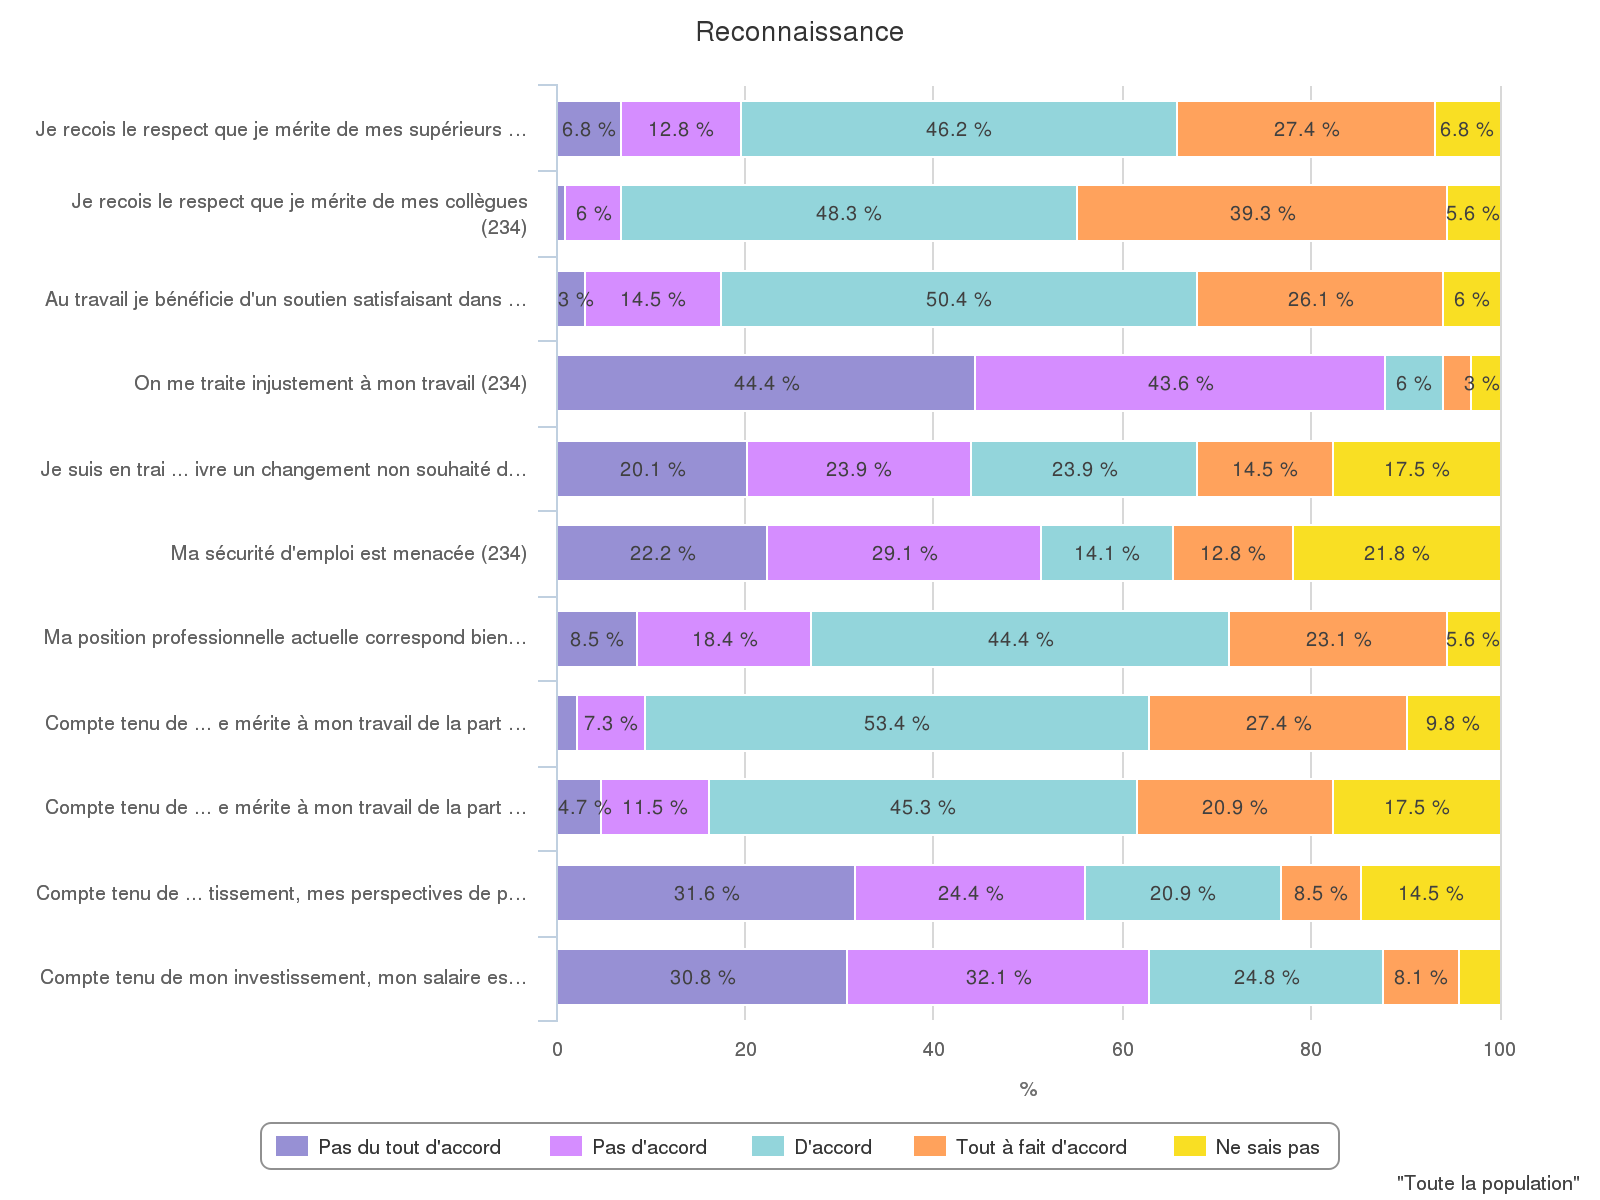 Reconnaissance
Je recois le respect que je mérite de mes supérieurs ...
6.8 % 12.8 % 46.2 % 27.4 % 6.8 %
Je recois le respect que je mérite de mes collègues
(234)
6 % 48.3 % 39.3 % 5.6 %
Au travail je bénéficie d'un soutien satisfaisant dans ...
3 % 14.5 % 50.4 % 26.1 % 6 %
On me traite injustement à mon travail (234)
44.4 % 43.6 % 6 % 3 %
Je suis en trai ... ivre un changement non souhaité d...
20.1 % 23.9 % 23.9 % 14.5 % 17.5 %
Ma sécurité d'emploi est menacée (234)
22.2 % 29.1 % 14.1 % 12.8 % 21.8 %
Ma position professionnelle actuelle correspond bien...
8.5 % 18.4 % 44.4 % 23.1 % 5.6 %
Compte tenu de ... e mérite à mon travail de la part ...
7.3 % 53.4 % 27.4 % 9.8 %
Compte tenu de ... e mérite à mon travail de la part ...
4.7 % 11.5 % 45.3 % 20.9 % 17.5 %
Compte tenu de ... tissement, mes perspectives de p...
31.6 % 24.4 % 20.9 % 8.5 % 14.5 %
Compte tenu de mon investissement, mon salaire es...
30.8 % 32.1 % 24.8 % 8.1 %
0 20 40 60 80 100
%
Pas du tout d'accord Pas d'accord D'accord Tout à fait d'accord Ne sais pas
"Toute la population"